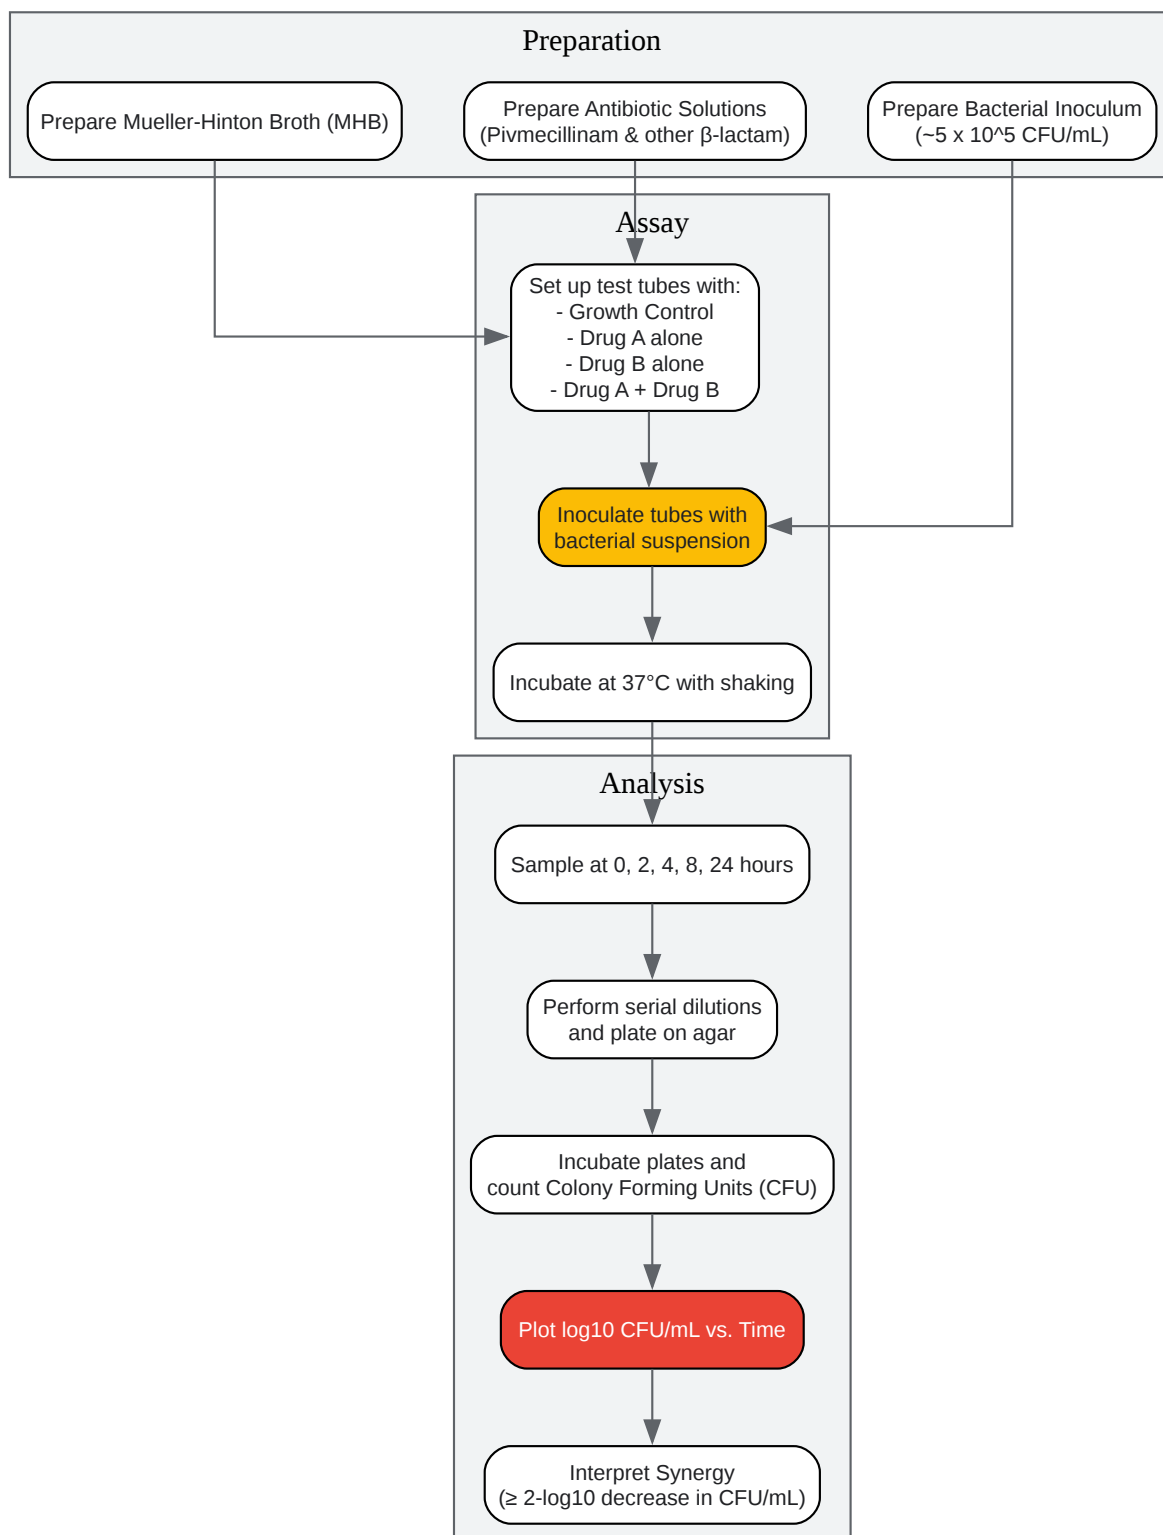 Preparation
Prepare Mueller-Hinton Broth (MHB)
Prepare Antibiotic Solutions
(Pivmecillinam & other β-lactam)
Prepare Bacterial Inoculum
(~5 x 10^5 CFU/mL)
Assay
Set up test tubes with:
- Growth Control
- Drug A alone
- Drug B alone
- Drug A + Drug B
Inoculate tubes with
bacterial suspension
Incubate at 37°C with shaking
Analysis
Sample at 0, 2, 4, 8, 24 hours
Perform serial dilutions
and plate on agar
Incubate plates and
count Colony Forming Units (CFU)
Plot log10 CFU/mL vs. Time
Interpret Synergy
(≥ 2-log10 decrease in CFU/mL)